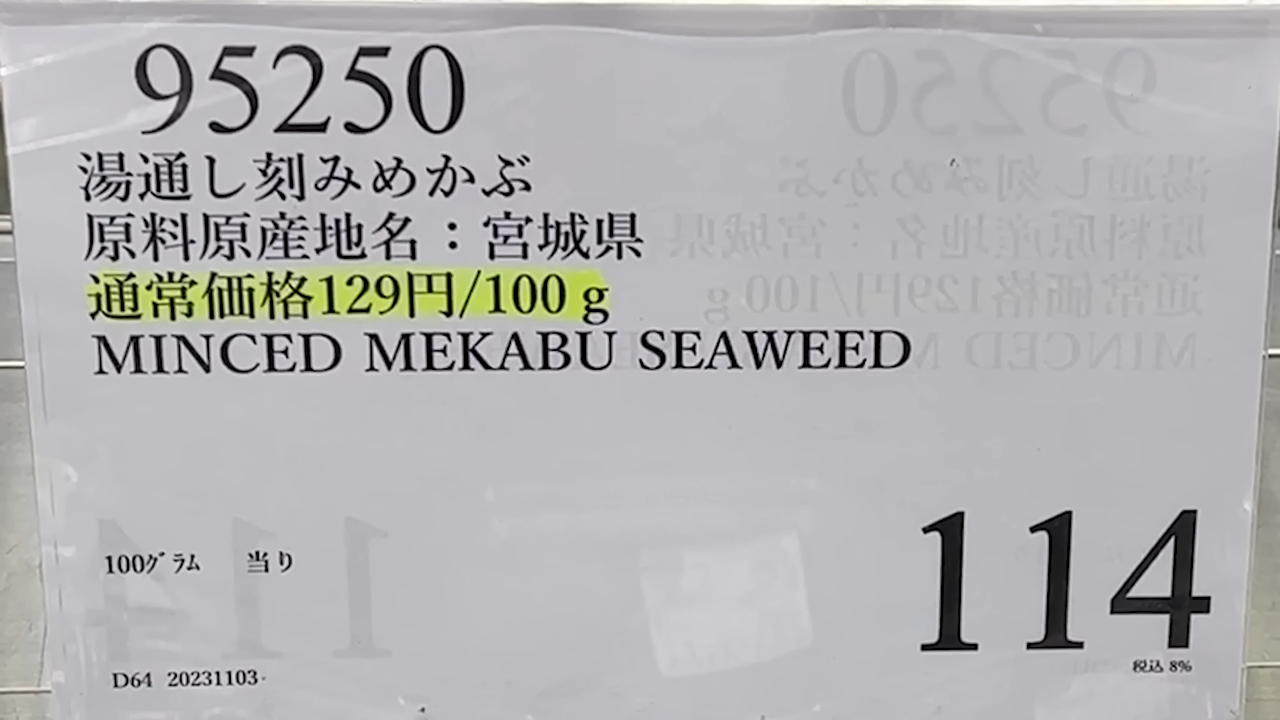 95250
湯通し刻みめかぶ
原料原産地名：宮城県
通常価格129円/100ｇ
MINCED MEKABU SEAWEED
100ｸﾞﾗﾑ 当り
114
税込 8%
D64 20231103